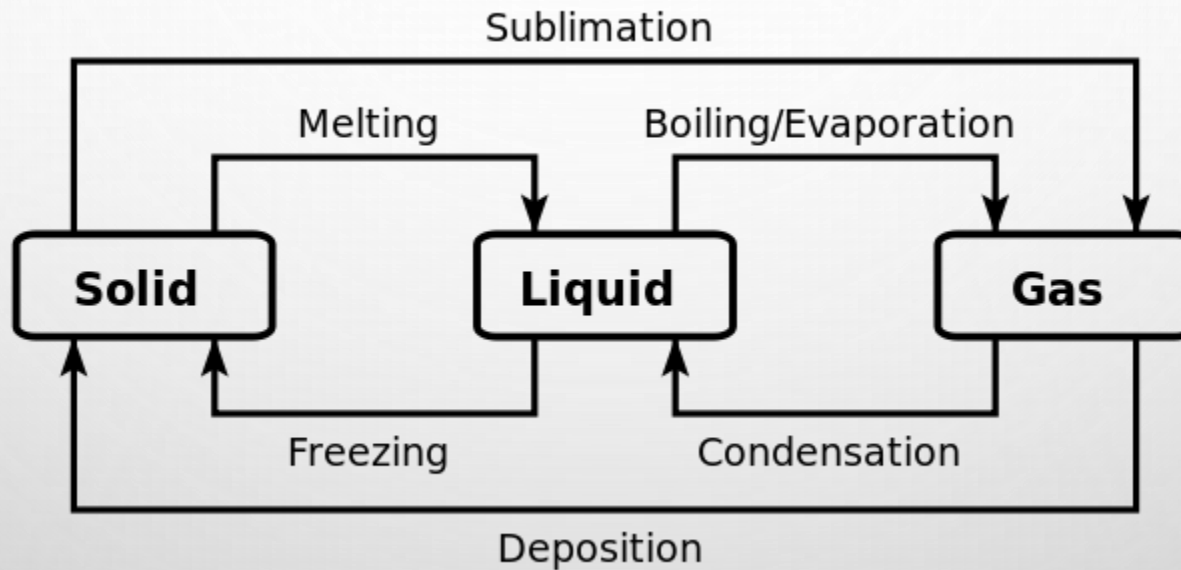 Sublimation
Melting
Boiling/Evaporation
Solid
Liquid
Gas
Freezing
Condensation
Deposition